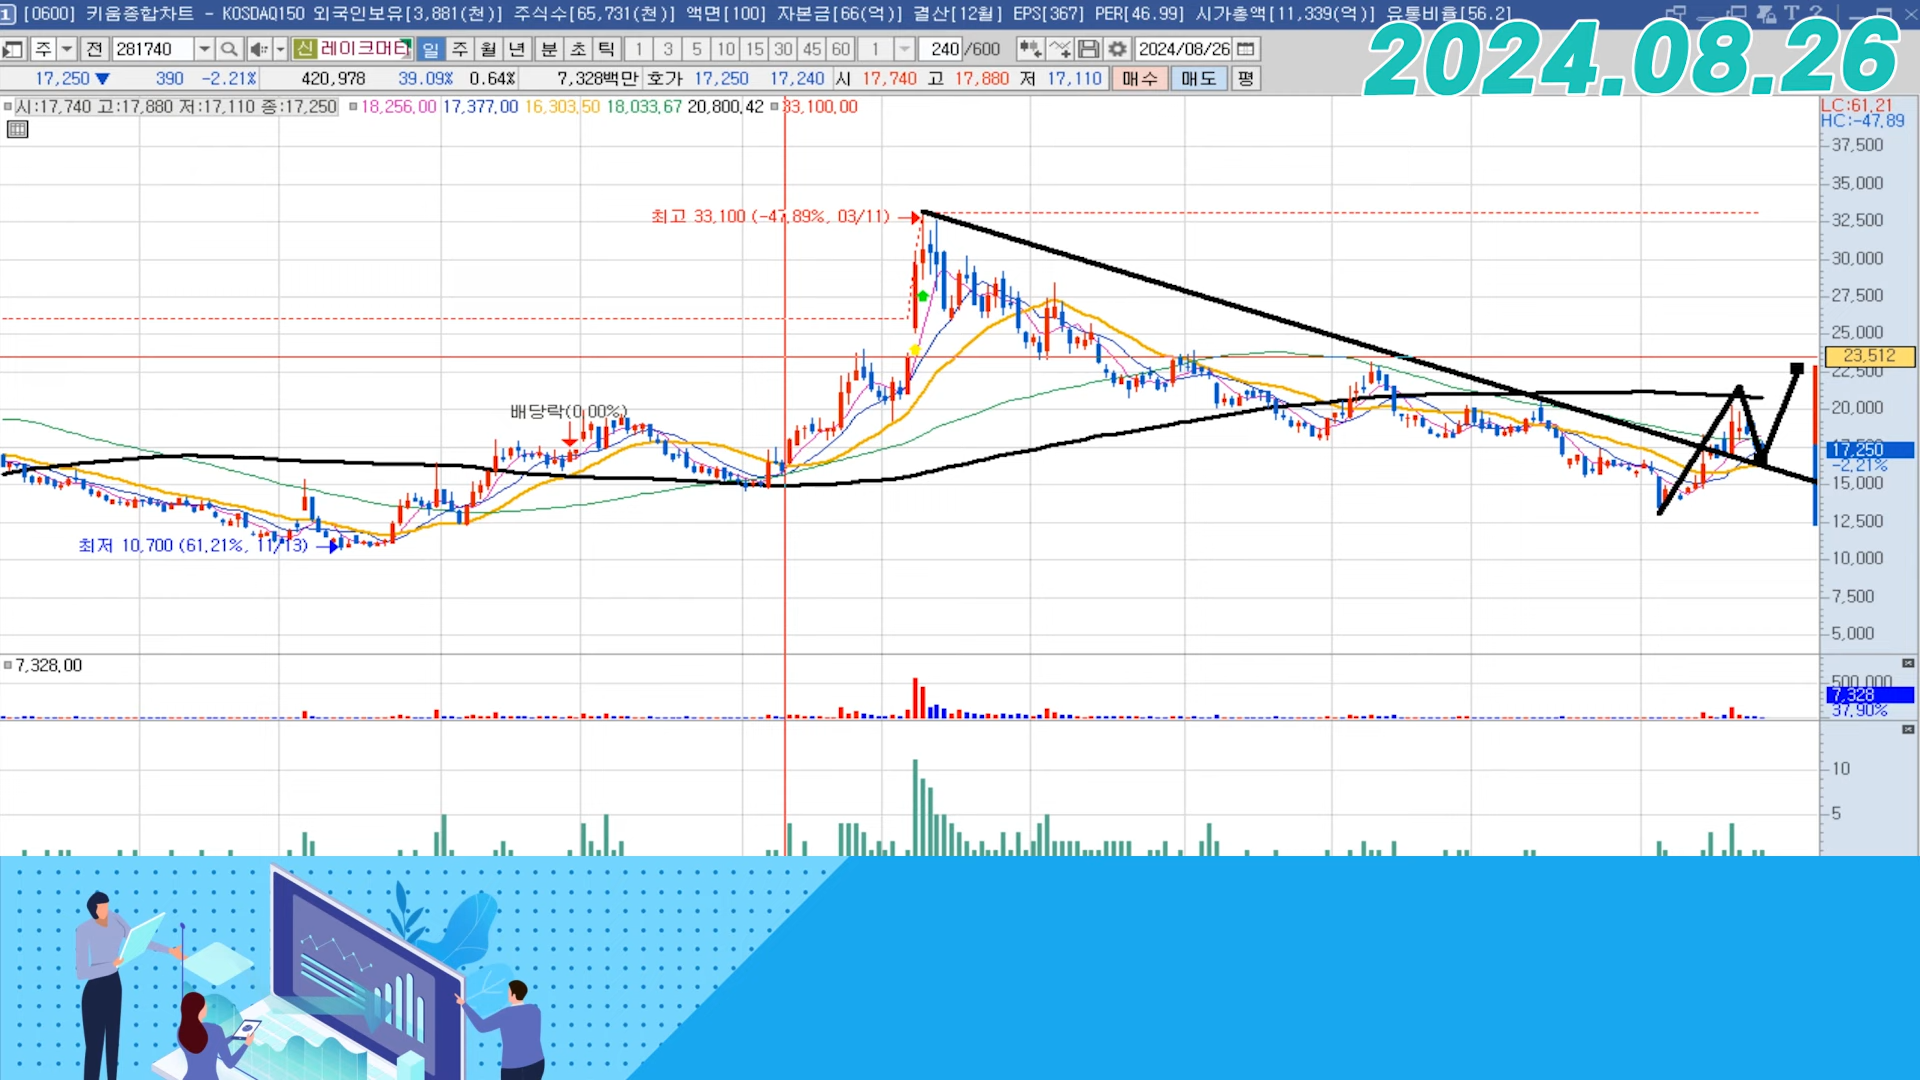 1 [0600] 키움종합차트 - KOSDAQ150 외국인보유[3,881(천)] 주식수[65,731(천)] 액면[100] 자본금[66(억)] 결산[12월] EPS[367] PER[46.99] 시가총액[11,339(억)] 유통비율[56.2]
2024.08.26
주 전 281740 신 레이크머티 일 주 월 년 분 초 틱 1 3 5 10 15 30 45 60 1 240 /600 2024/08/26
17,250 ▼ 390 -2.21% 420,978 39.09% 0.64% 7,328백만 호가 17,250 17,240 시 17,740 고 17,880 저 17,110 매수 매도 평
시:17,740 고:17,880 저:17,110 종:17,250 18,256.00 17,377.00 16,303.50 18,033.67 20,800.42 33,100.00
LC:61.21
HC:-47.89
37,500
35,000
최고 33,100 (-47.89%, 03/11)
32,500
30,000
27,500
25,000
23,512
22,500
배당락(0.00%)
20,000
17,500
17,250
-2.21%
15,000
12,500
최저 10,700 (61.21%, 11/13)
10,000
7,500
5,000
7,328.00
500,000
7,328
37.90%
10
5